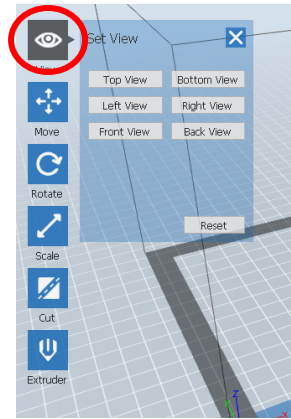 Set View
Top View Bottom View
Left View Right View
Front View Back View
Reset
View
Move
Rotate
Scale
Cut
Extruder
z
x